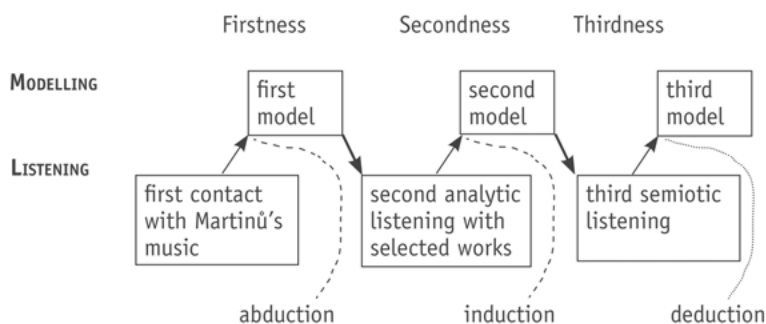 Firstness Secondness Thirdness
MODELLING
first
model
second
model
third
model
LISTENING
first contact
with Martinů's
music
second analytic
listening with
selected works
third semiotic
listening
abduction induction deduction